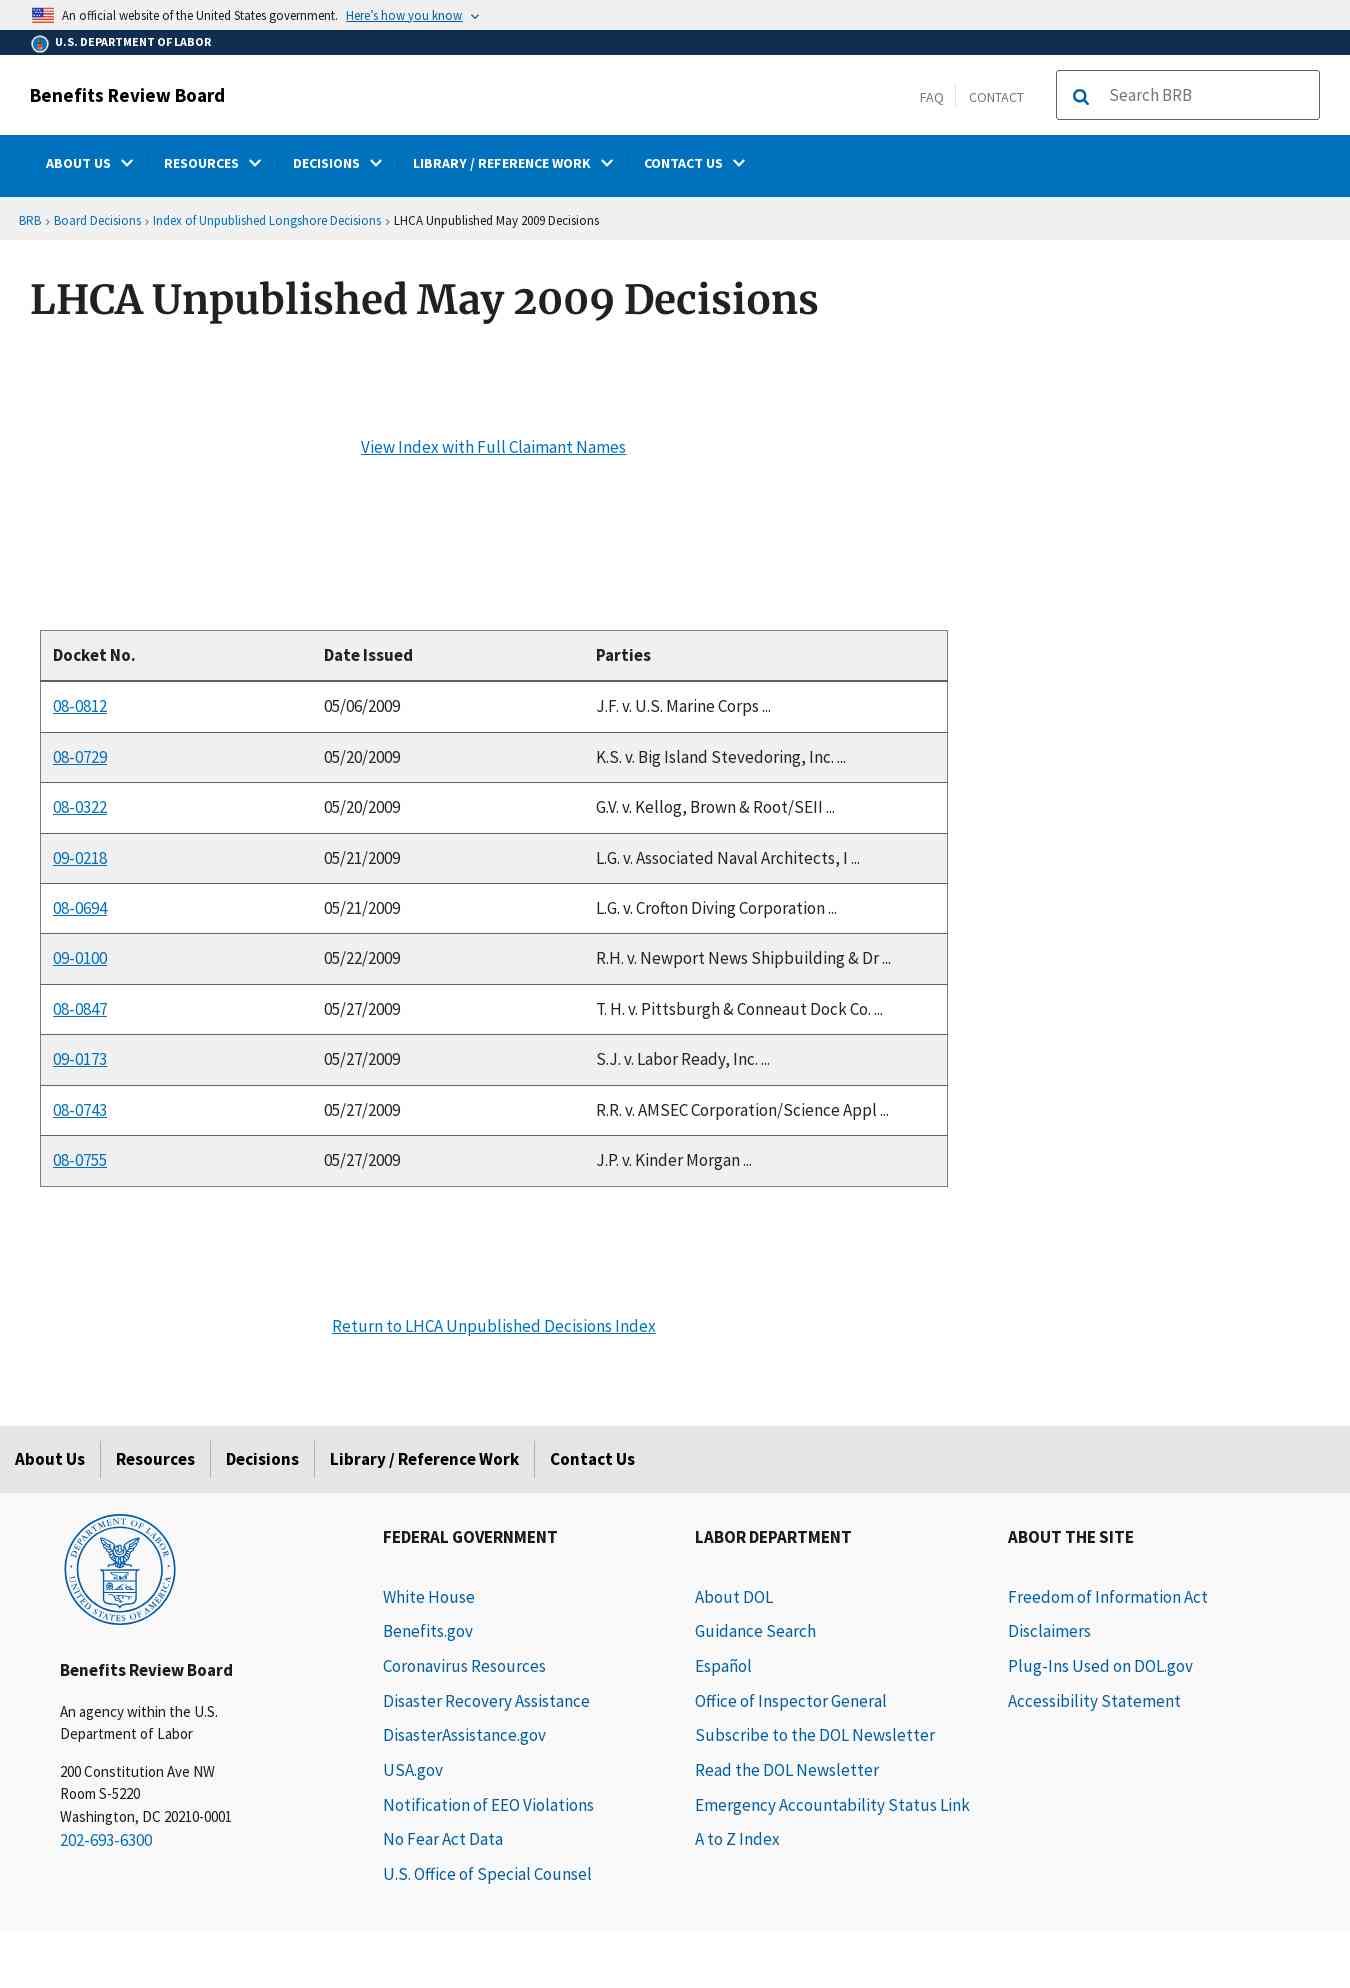 An official website of the United States government. Here’s how you know
U.S. DEPARTMENT OF LABOR
Benefits Review Board
FAQ
CONTACT
Search BRB
ABOUT US
RESOURCES
DECISIONS
LIBRARY / REFERENCE WORK
CONTACT US
BRB › Board Decisions › Index of Unpublished Longshore Decisions › LHCA Unpublished May 2009 Decisions
LHCA Unpublished May 2009 Decisions
View Index with Full Claimant Names
Docket No. Date Issued Parties
08-0812 05/06/2009 J.F. v. U.S. Marine Corps ...
08-0729 05/20/2009 K.S. v. Big Island Stevedoring, Inc. ...
08-0322 05/20/2009 G.V. v. Kellog, Brown & Root/SEII ...
09-0218 05/21/2009 L.G. v. Associated Naval Architects, I ...
08-0694 05/21/2009 L.G. v. Crofton Diving Corporation ...
09-0100 05/22/2009 R.H. v. Newport News Shipbuilding & Dr ...
08-0847 05/27/2009 T. H. v. Pittsburgh & Conneaut Dock Co. ...
09-0173 05/27/2009 S.J. v. Labor Ready, Inc. ...
08-0743 05/27/2009 R.R. v. AMSEC Corporation/Science Appl ...
08-0755 05/27/2009 J.P. v. Kinder Morgan ...
Return to LHCA Unpublished Decisions Index
About Us
Resources
Decisions
Library / Reference Work
Contact Us
DEPARTMENT OF LABOR
UNITED STATES OF AMERICA
Benefits Review Board
An agency within the U.S.
Department of Labor
200 Constitution Ave NW
Room S-5220
Washington, DC 20210-0001
202-693-6300
FEDERAL GOVERNMENT
White House
Benefits.gov
Coronavirus Resources
Disaster Recovery Assistance
DisasterAssistance.gov
USA.gov
Notification of EEO Violations
No Fear Act Data
U.S. Office of Special Counsel
LABOR DEPARTMENT
About DOL
Guidance Search
Español
Office of Inspector General
Subscribe to the DOL Newsletter
Read the DOL Newsletter
Emergency Accountability Status Link
A to Z Index
ABOUT THE SITE
Freedom of Information Act
Disclaimers
Plug-Ins Used on DOL.gov
Accessibility Statement